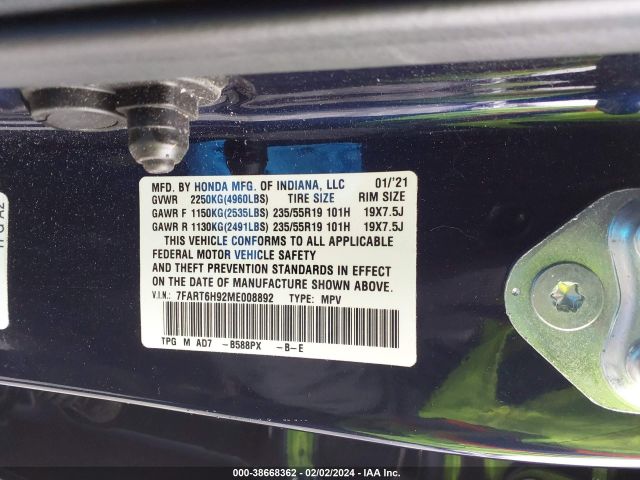 MFD. BY HONDA MFG. OF INDIANA, LLC 01/'21
GVWR 2250KG(4960LBS) TIRE SIZE RIM SIZE
GAWR F 1150KG(2535LBS) 235/55R19 101H 19X7.5J
GAWR R 1130KG(2491LBS) 235/55R19 101H 19X7.5J
THIS VEHICLE CONFORMS TO ALL APPLICABLE
FEDERAL MOTOR VEHICLE SAFETY
AND THEFT PREVENTION STANDARDS IN EFFECT
ON THE DATE OF MANUFACTURE SHOWN ABOVE.
V.I.N.: 7FART6H92ME008892 TYPE: MPV
TPG M AD7 -B588PX -B-E
000-38668362 - 02/02/2024 - IAA Inc.